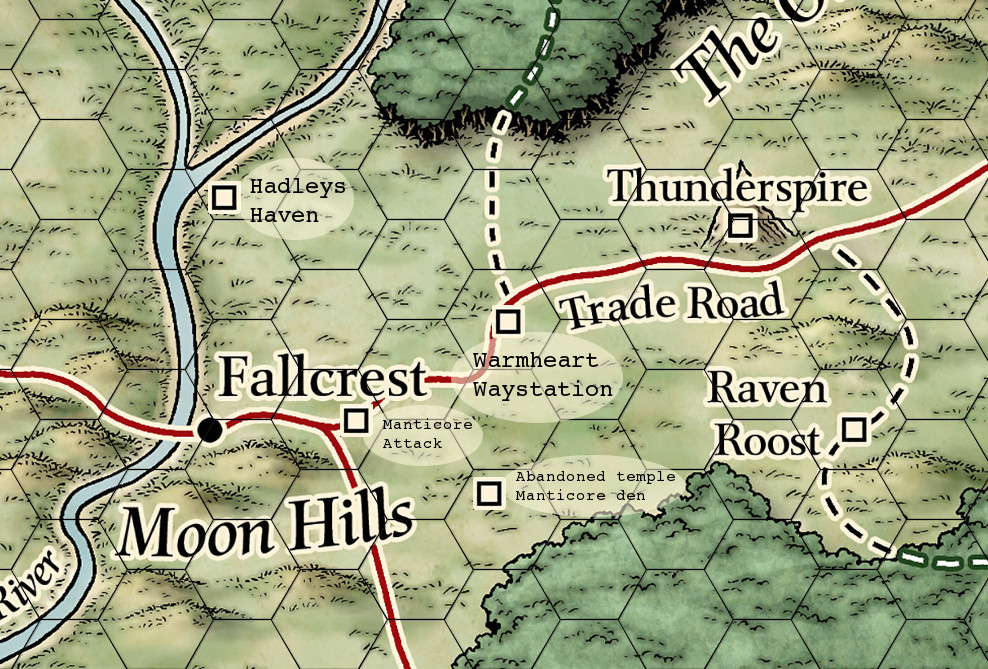 The
Hadleys
Haven
Thunderspire
Trade Road
Warmheart
Waystation
Fallcrest
Raven
Roost
Manticore
Attack
Abandoned temple
Manticore den
Moon Hills
River